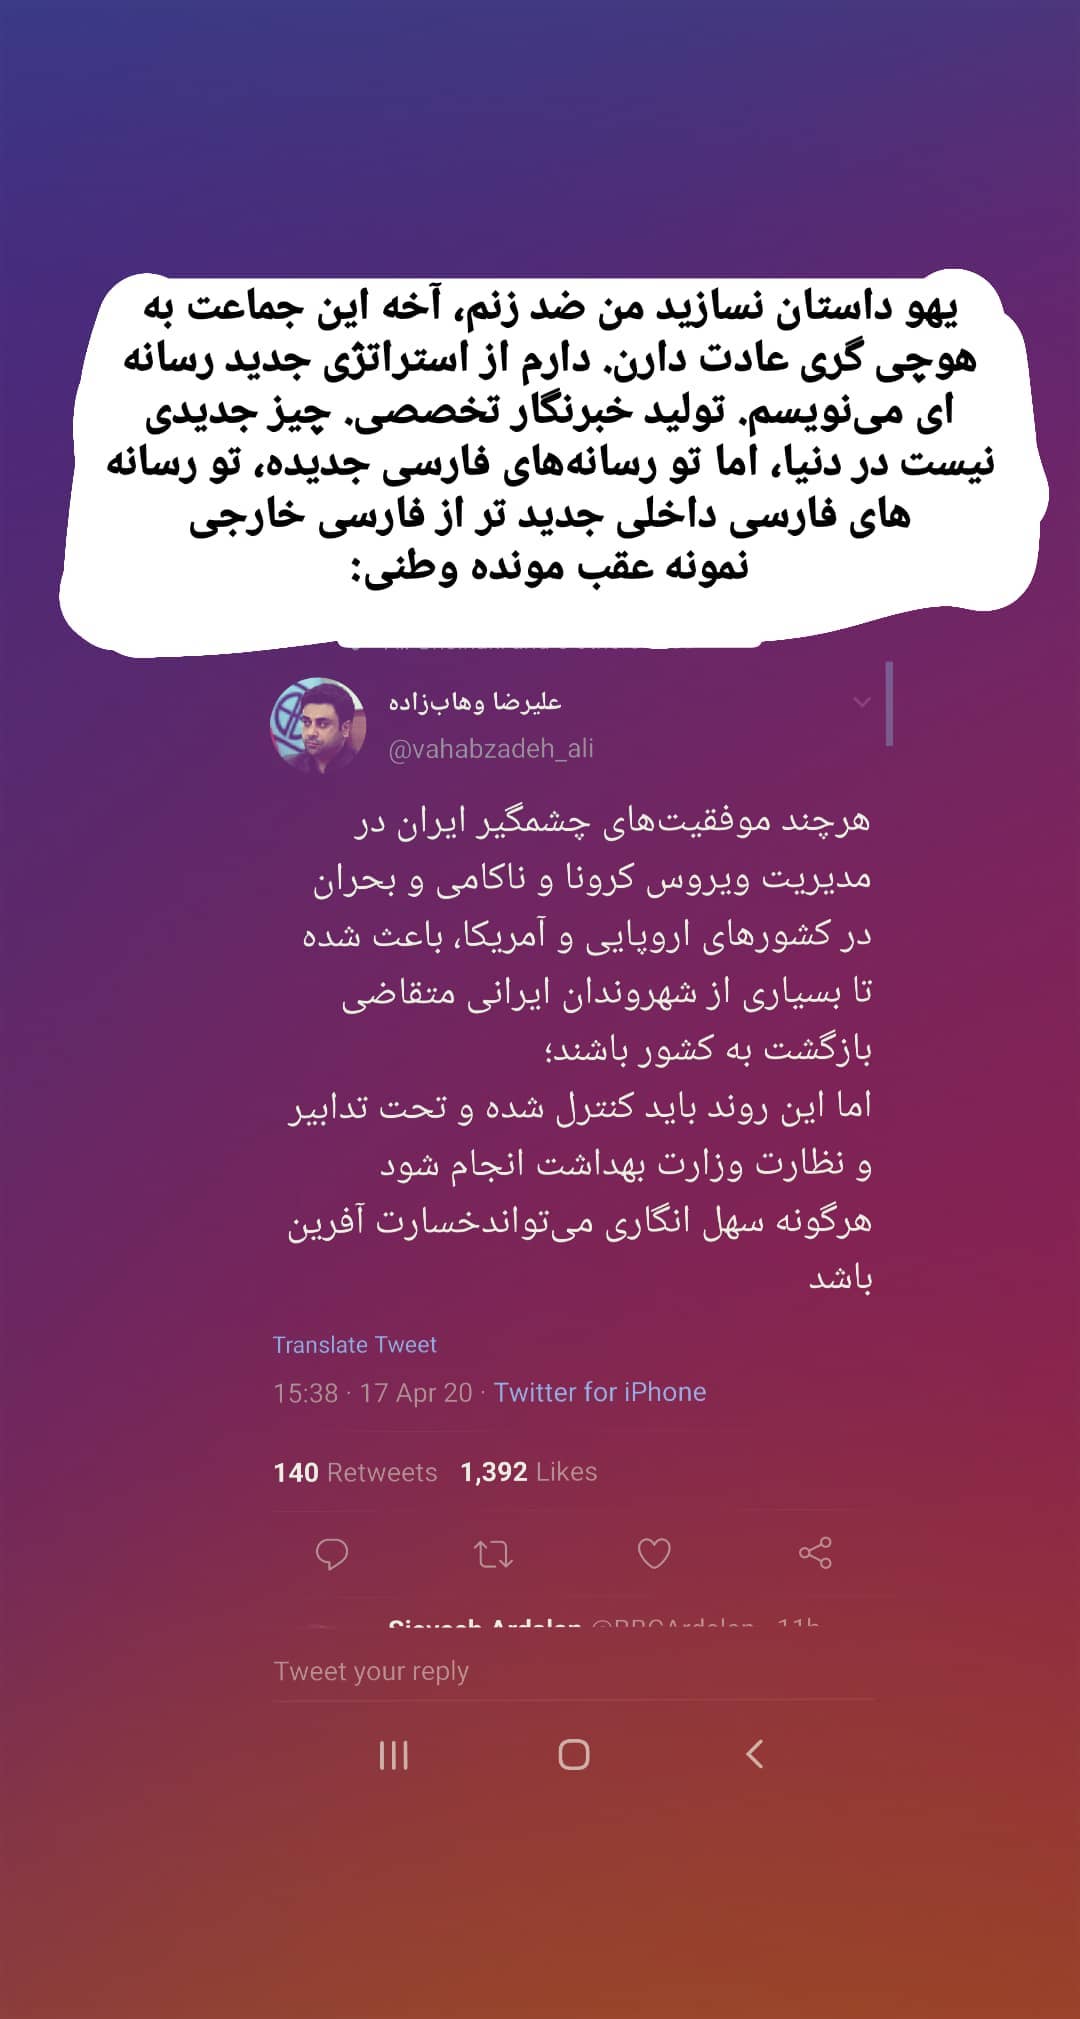 یهو داستان نسازید من ضد زنم، آخه این جماعت به
هوچی گری عادت دارن. دارم از استراتژی جدید رسانه
ای می‌نویسم. تولید خبرنگار تخصصی. چیز جدیدی
نیست در دنیا، اما تو رسانه‌های فارسی جدیده، تو رسانه
های فارسی داخلی جدید تر از فارسی خارجی
نمونه عقب مونده وطنی:
علیرضا وهاب‌زاده
@vahabzadeh_ali
هرچند موفقیت‌های چشمگیر ایران در
مدیریت ویروس کرونا و ناکامی و بحران
در کشورهای اروپایی و آمریکا، باعث شده
تا بسیاری از شهروندان ایرانی متقاضی
بازگشت به کشور باشند؛
اما این روند باید کنترل شده و تحت تدابیر
و نظارت وزارت بهداشت انجام شود
هرگونه سهل انگاری می‌تواندخسارت آفرین
باشد
Translate Tweet
15:38 · 17 Apr 20 · Twitter for iPhone
140 Retweets 1,392 Likes
Siavash Ardalan @BBCArdalan · 11h
Tweet your reply